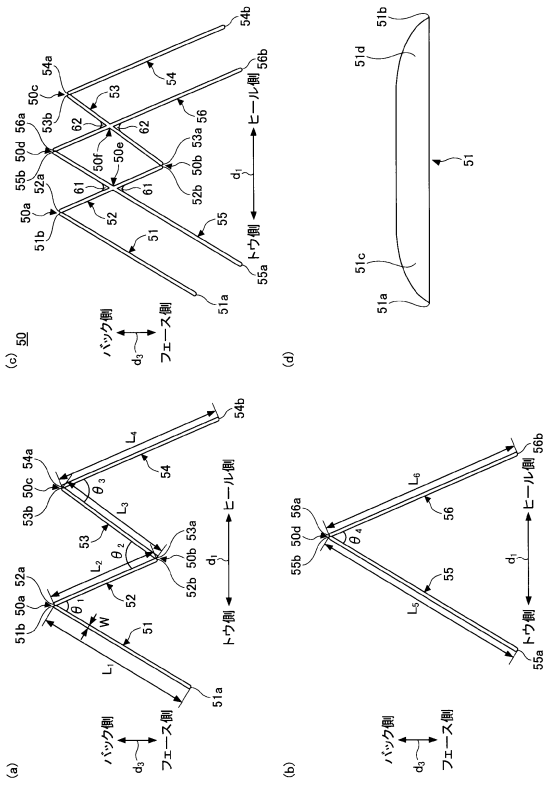 (a)
50a
52a
51b
θ1
W
L1
51
51a
L2
52
θ2
53
50b
52b
53a
L3
θ3
53b
50c
54a
L4
54
54b
バック側
d3
フェース側
トウ側
d1
ヒール側
(b)
55b
50d
56a
θ4
L5
55
55a
L6
56
56b
バック側
d3
フェース側
トウ側
d1
ヒール側
(c)
50
51b
50a
52a
52
51
51a
61
61
55b
50d
56a
55
55a
50e
50f
62
62
53b
50c
54a
53
54
54b
56
56b
53a
50b
52b
バック側
d3
フェース側
トウ側
d1
ヒール側
(d)
51a
51c
51
51d
51b